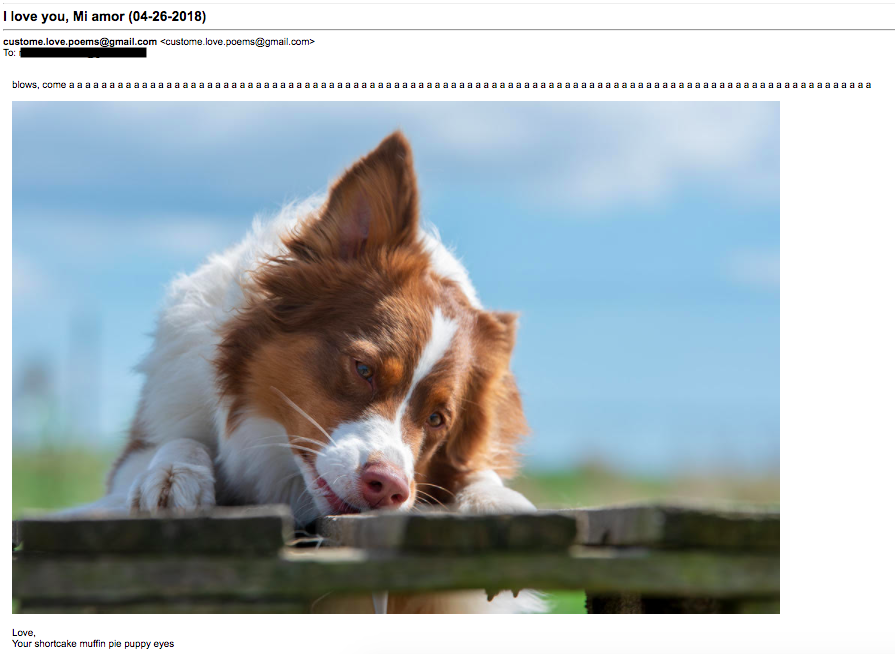 I love you, Mi amor (04-26-2018)
custome.love.poems@gmail.com <custome.love.poems@gmail.com>
To:
blows, come a a a a a a a a a a a a a a a a a a a a a a a a a a a a a a a a a a a a a a a a a a a a a a a a a a a a a a a a a a a a a a a a a a a a a a a a a a a a a a a a a a a a a a a a a a a a a a a a a a a a
Love,
Your shortcake muffin pie puppy eyes